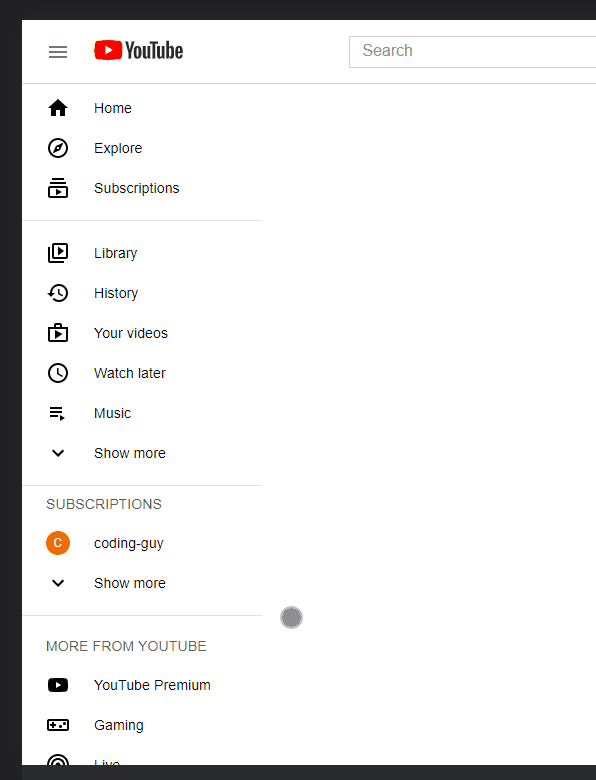 YouTube
Search
Home
Explore
Subscriptions
Library
History
Your videos
Watch later
Music
Show more
SUBSCRIPTIONS
C
coding-guy
Show more
MORE FROM YOUTUBE
YouTube Premium
Gaming
Live